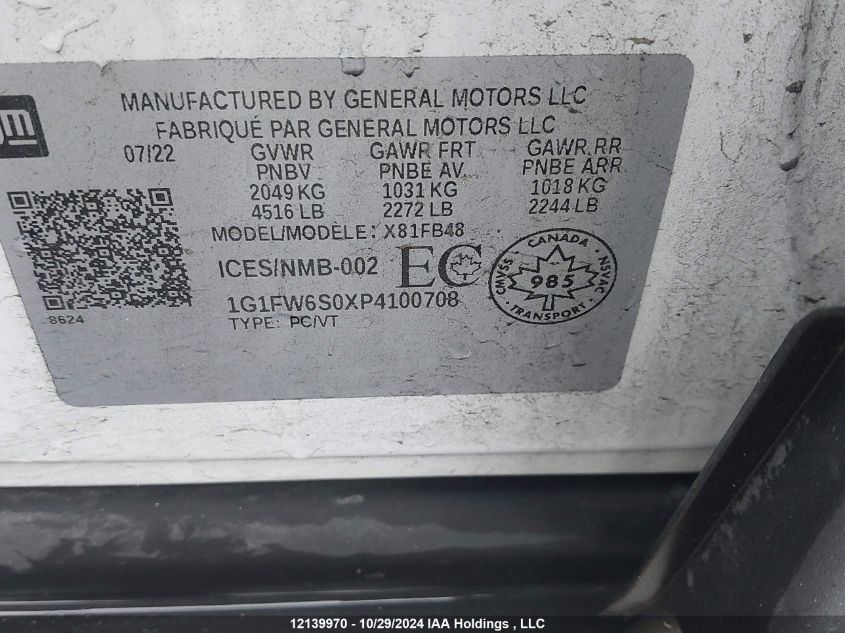 gm
MANUFACTURED BY GENERAL MOTORS LLC
FABRIQUÉ PAR GENERAL MOTORS LLC
07/22 GVWR GAWR FRT GAWR RR
PNBV PNBE AV. PNBE ARR
2049 KG 1031 KG 1018 KG
4516 LB 2272 LB 2244 LB
MODEL/MODÈLE: X81FB48
ICES/NMB-002 EC
CANADA
CMVSS 985 NSVAC
TRANSPORT
1G1FW6S0XP4100708
8624 TYPE: PC/VT
12139970 - 10/29/2024 IAA Holdings , LLC